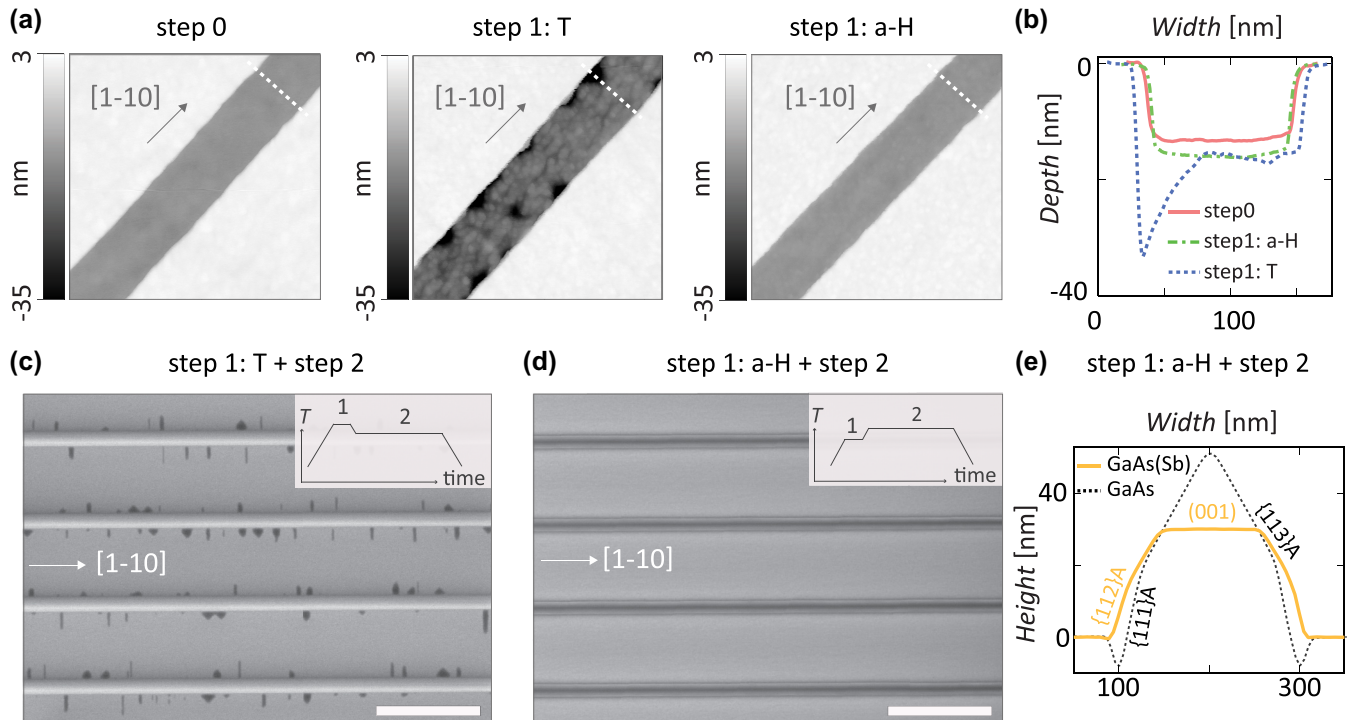 (a)
step 0
step 1: T
step 1: a-H
3
nm
-35
[1-10]
3
nm
-35
[1-10]
3
nm
-35
[1-10]
(b)
Width [nm]
0
Depth [nm]
-40
0
100
step0
step1: a-H
step1: T
(c)
step 1: T + step 2
T
1
2
time
[1-10]
(d)
step 1: a-H + step 2
T
1
2
time
[1-10]
(e)
step 1: a-H + step 2
Width [nm]
GaAs(Sb)
GaAs
40
Height [nm]
0
(001)
{112}A
{111}A
{113}A
100
300